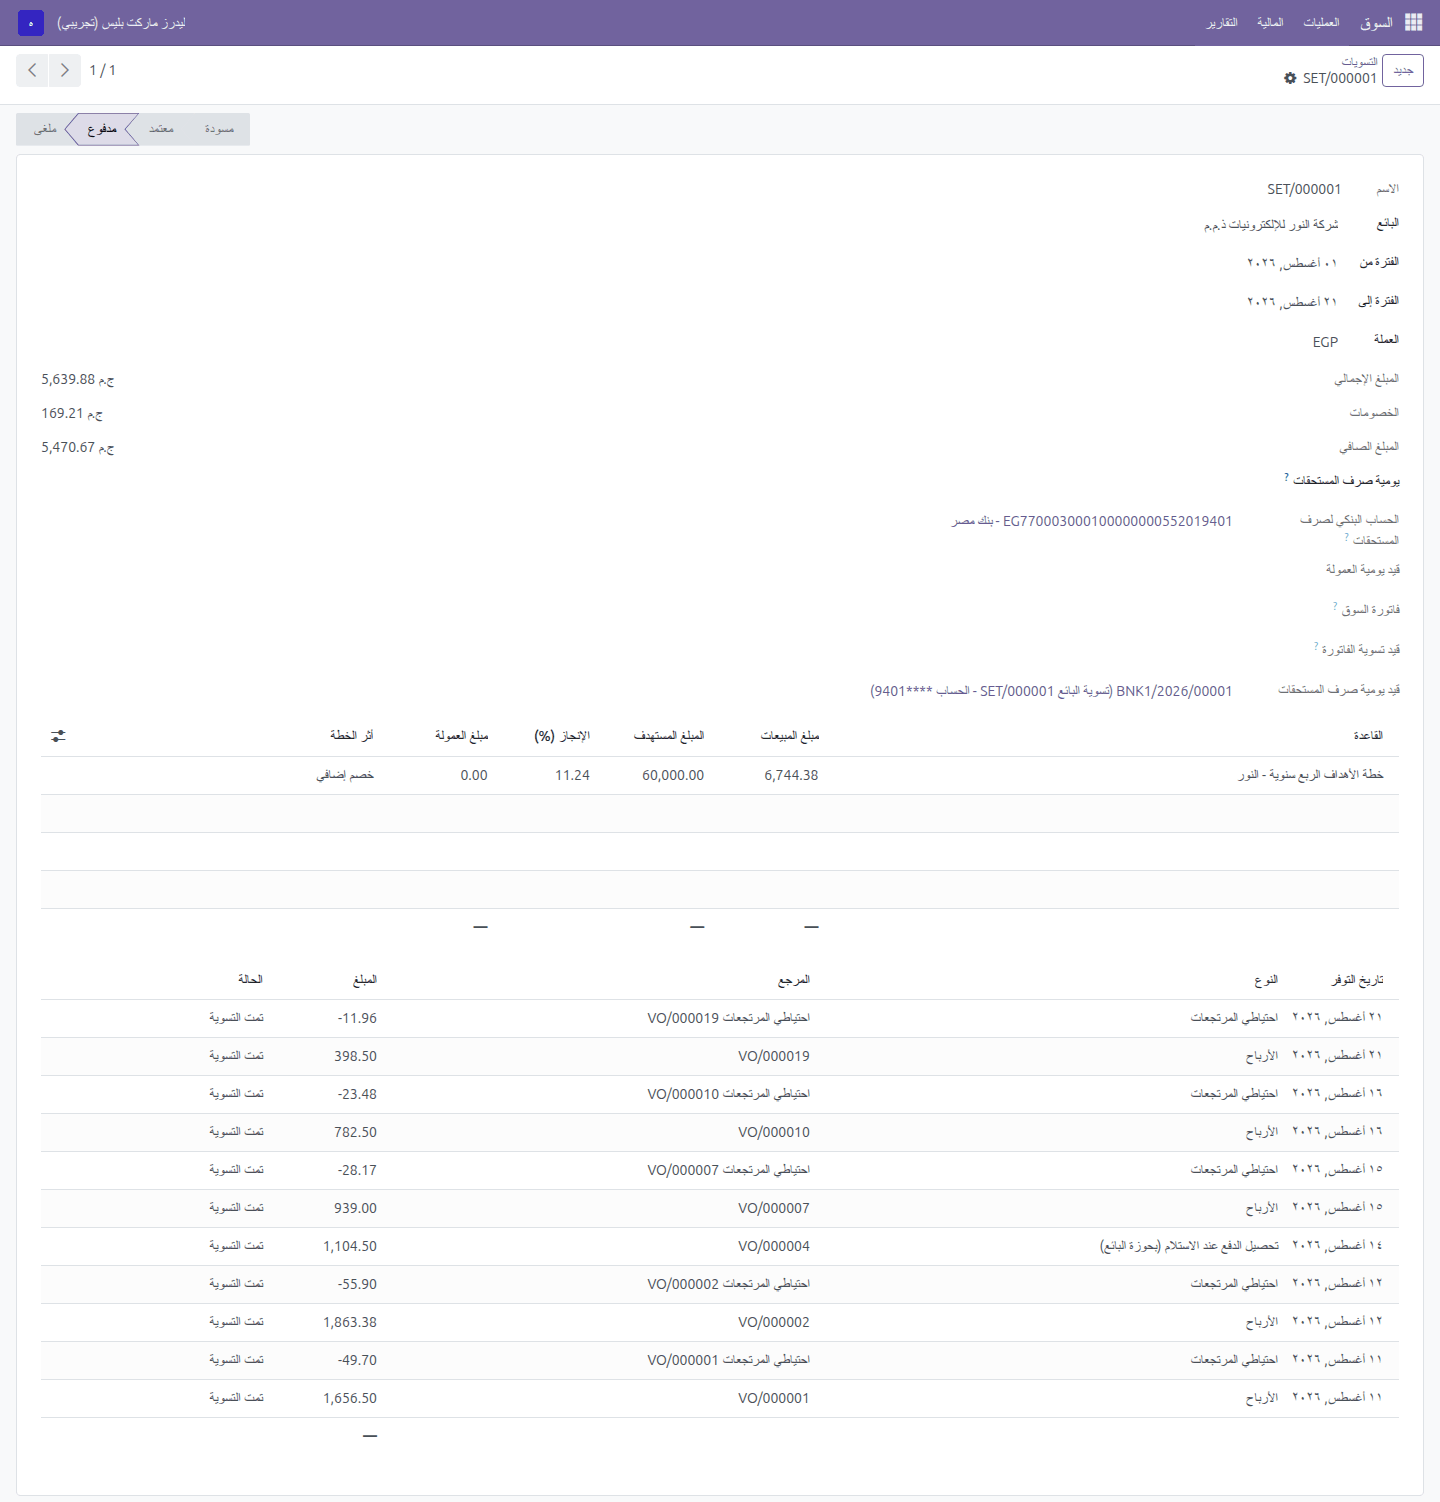 السوق العمليات المالية التقارير
ليدرز ماركت بليس (تجريبي) ه
جديد
التسويات
SET/000001
1 / 1
مسودة معتمد مدفوع ملغى
الاسم SET/000001
البائع شركة النور للإلكترونيات ذ.م.م
الفترة من ٠١ أغسطس, ٢٠٢٦
الفترة إلى ٢١ أغسطس, ٢٠٢٦
العملة EGP
المبلغ الإجمالي 5,639.88 ج.م
الخصومات 169.21 ج.م
المبلغ الصافي 5,470.67 ج.م
يومية صرف المستحقات ?
الحساب البنكي لصرف المستحقات ? EG770003000100000000552019401 - بنك مصر
قيد يومية العمولة
فاتورة السوق ?
قيد تسوية الفاتورة ?
قيد يومية صرف المستحقات BNK1/2026/00001 (تسوية البائع SET/000001 - الحساب ****9401)
القاعدة مبلغ المبيعات المبلغ المستهدف الإنجاز (%) مبلغ العمولة أثر الخطة
خطة الأهداف الربع سنوية - النور 6,744.38 60,000.00 11.24 0.00 خصم إضافي
— — —
تاريخ التوفر النوع المرجع المبلغ الحالة
٢١ أغسطس, ٢٠٢٦ احتياطي المرتجعات احتياطي المرتجعات VO/000019 -11.96 تمت التسوية
٢١ أغسطس, ٢٠٢٦ الأرباح VO/000019 398.50 تمت التسوية
١٦ أغسطس, ٢٠٢٦ احتياطي المرتجعات احتياطي المرتجعات VO/000010 -23.48 تمت التسوية
١٦ أغسطس, ٢٠٢٦ الأرباح VO/000010 782.50 تمت التسوية
١٥ أغسطس, ٢٠٢٦ احتياطي المرتجعات احتياطي المرتجعات VO/000007 -28.17 تمت التسوية
١٥ أغسطس, ٢٠٢٦ الأرباح VO/000007 939.00 تمت التسوية
١٤ أغسطس, ٢٠٢٦ تحصيل الدفع عند الاستلام (بحوزة البائع) VO/000004 1,104.50 تمت التسوية
١٢ أغسطس, ٢٠٢٦ احتياطي المرتجعات احتياطي المرتجعات VO/000002 -55.90 تمت التسوية
١٢ أغسطس, ٢٠٢٦ الأرباح VO/000002 1,863.38 تمت التسوية
١١ أغسطس, ٢٠٢٦ احتياطي المرتجعات احتياطي المرتجعات VO/000001 -49.70 تمت التسوية
١١ أغسطس, ٢٠٢٦ الأرباح VO/000001 1,656.50 تمت التسوية
—